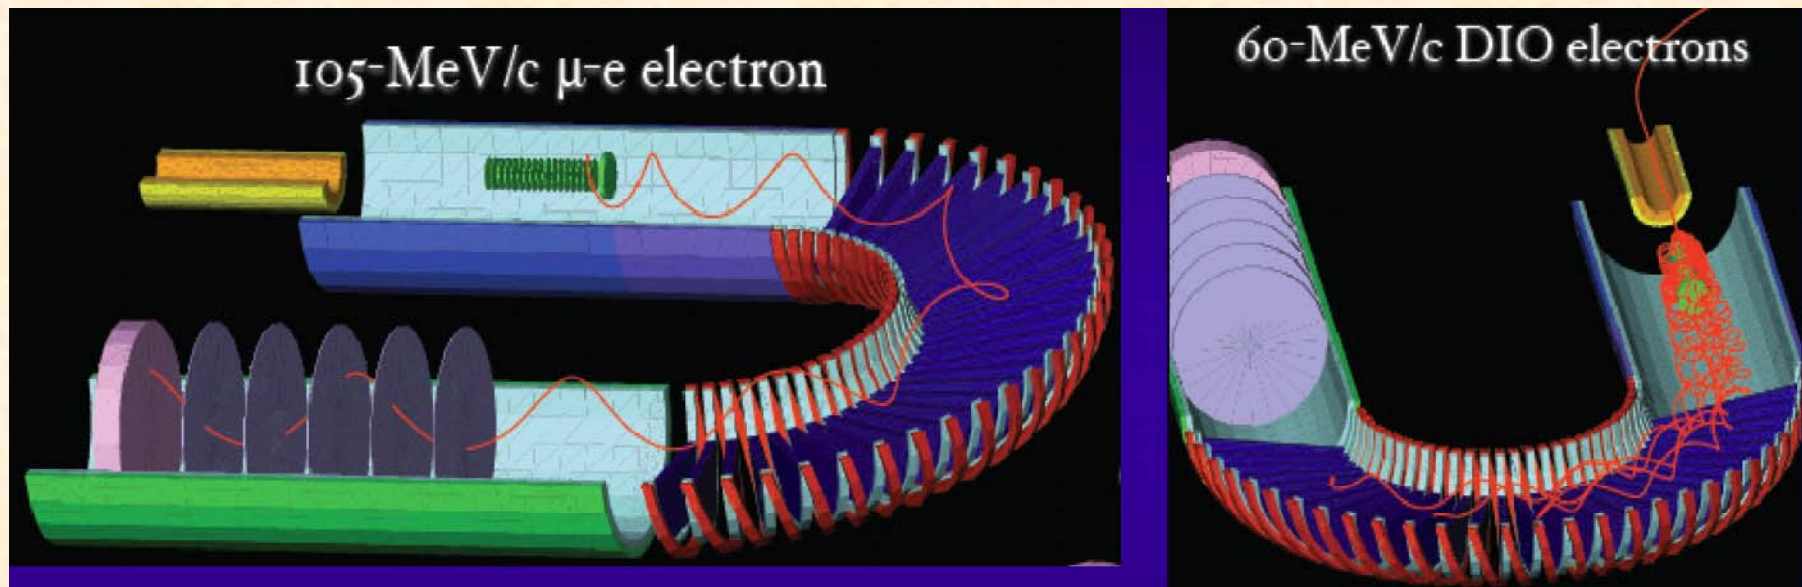 105-MeV/c μ-e electron
60-MeV/c DIO electrons